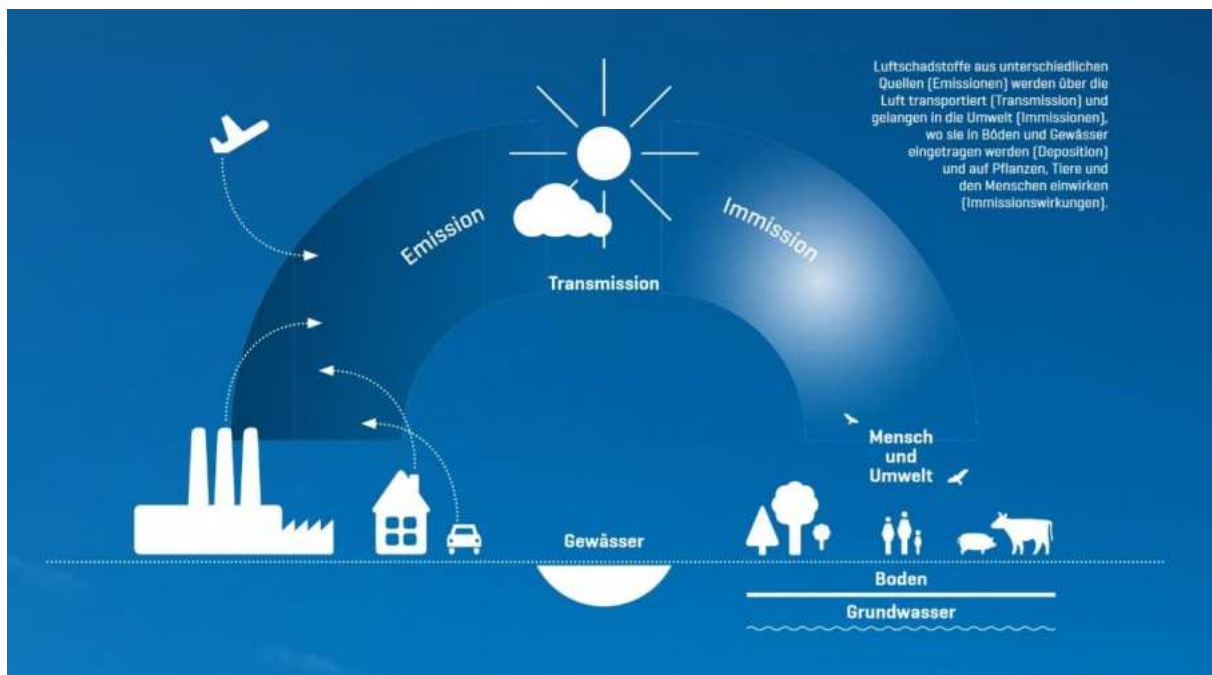 Luftschadstoffe aus unterschiedlichen
Quellen (Emissionen) werden über die
Luft transportiert (Transmission) und
gelangen in die Umwelt (Immissionen),
wo sie in Böden und Gewässer
eingetragen werden (Deposition)
und auf Pflanzen, Tiere und
den Menschen einwirken
(Immissionswirkungen).
Emission
Transmission
Immission
Mensch
und
Umwelt
Gewässer
Boden
Grundwasser